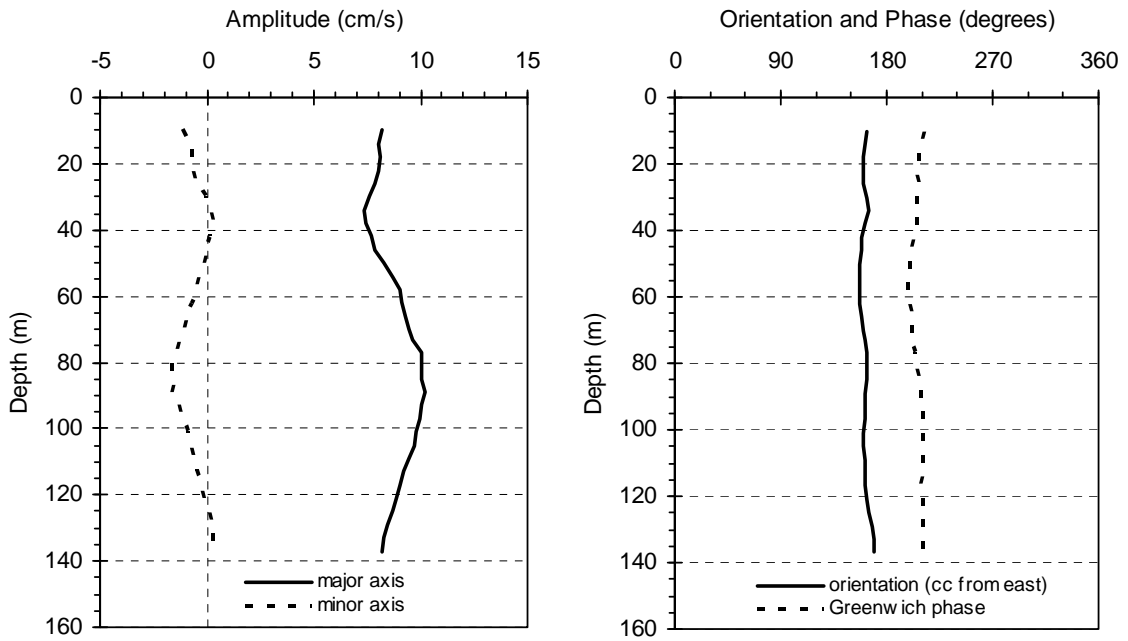 Amplitude (cm/s)
-5 0 5 10 15
0
20
40
60
80
100
120
140
160
Depth (m)
major axis
minor axis
Orientation and Phase (degrees)
0 90 180 270 360
0
20
40
60
80
100
120
140
160
Depth (m)
orientation (cc from east)
Greenwich phase